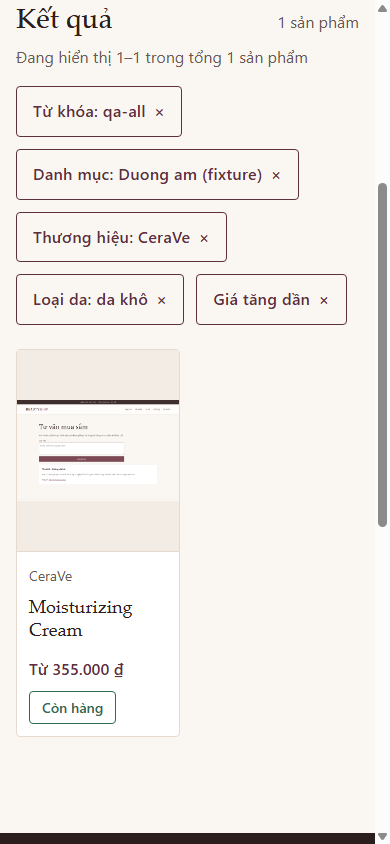 Kết quả
1 sản phẩm
Đang hiển thị 1–1 trong tổng 1 sản phẩm
Từ khóa: qa-all ×
Danh mục: Duong am (fixture) ×
Thương hiệu: CeraVe ×
Loại da: da khô ×
Giá tăng dần ×
Tư vấn mua sắm
CeraVe
Moisturizing
Cream
Từ 355.000 ₫
Còn hàng